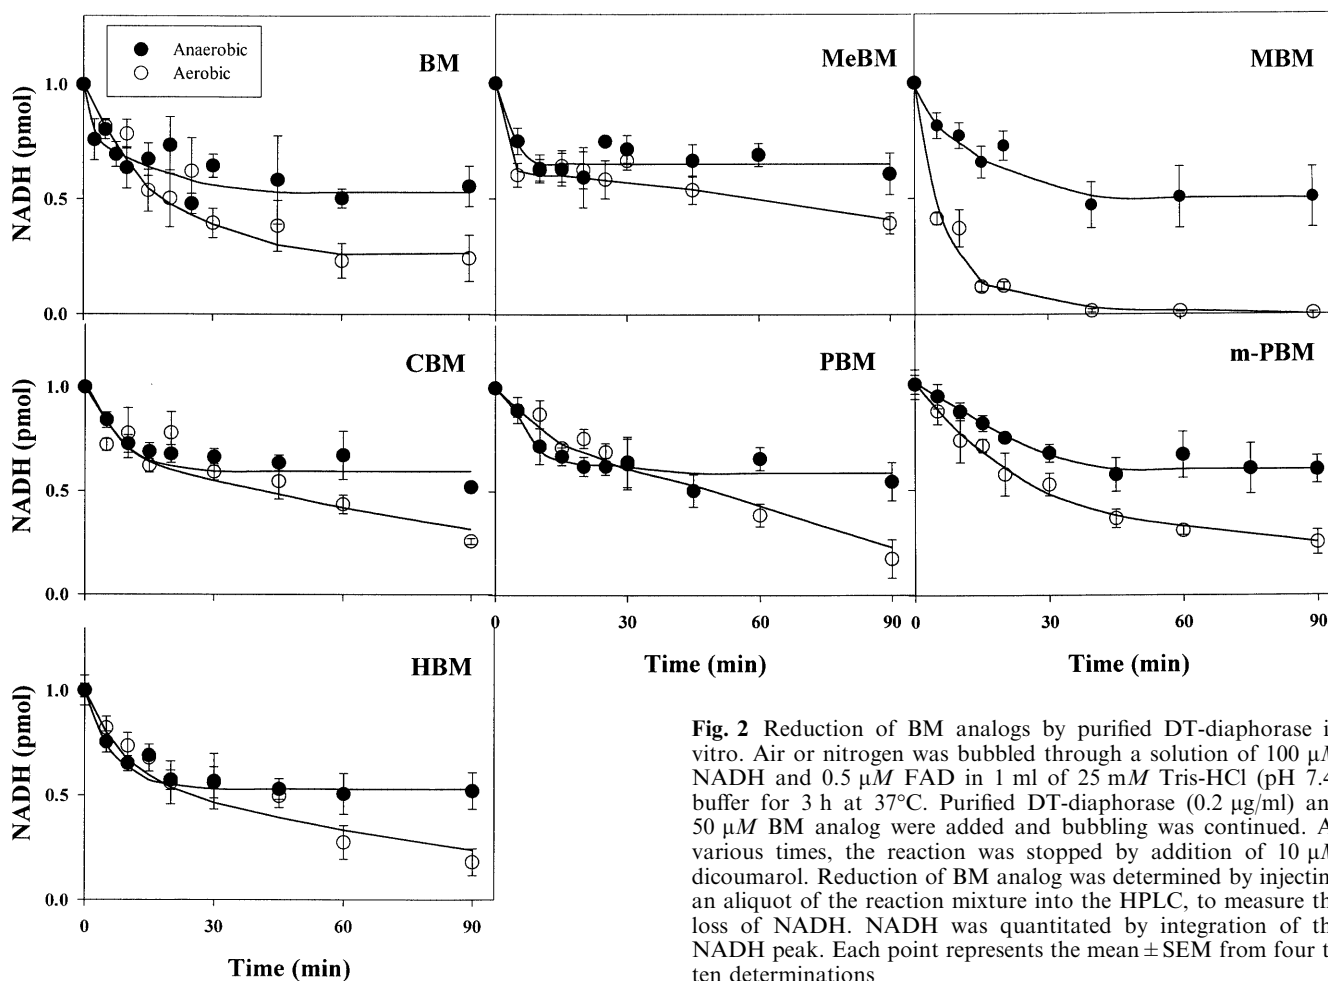 Anaerobic
Aerobic
BM
MeBM
MBM
NADH (pmol)
1.0
0.5
0.0
CBM
PBM
m-PBM
NADH (pmol)
1.0
0.5
0.0
0 30 60 90
0 30 60 90
Time (min)
Time (min)
HBM
NADH (pmol)
1.0
0.5
0.0
0 30 60 90
Time (min)
Fig. 2 Reduction of BM analogs by purified DT-diaphorase i
vitro. Air or nitrogen was bubbled through a solution of 100 μM
NADH and 0.5 μM FAD in 1 ml of 25 mM Tris-HCl (pH 7.4
buffer for 3 h at 37°C. Purified DT-diaphorase (0.2 μg/ml) an
50 μM BM analog were added and bubbling was continued. A
various times, the reaction was stopped by addition of 10 μM
dicoumarol. Reduction of BM analog was determined by injectin
an aliquot of the reaction mixture into the HPLC, to measure th
loss of NADH. NADH was quantitated by integration of th
NADH peak. Each point represents the mean ± SEM from four t
ten determinations